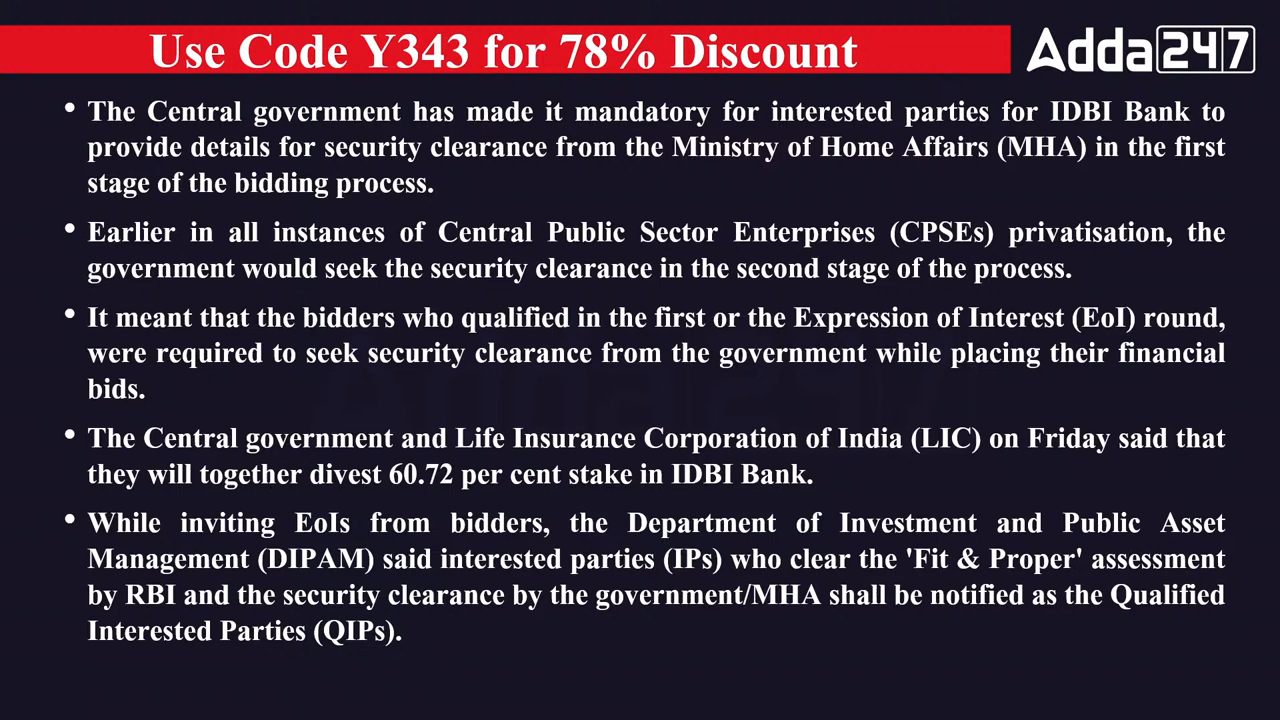 Use Code Y343 for 78% Discount
Adda247
• The Central government has made it mandatory for interested parties for IDBI Bank to
provide details for security clearance from the Ministry of Home Affairs (MHA) in the first
stage of the bidding process.
• Earlier in all instances of Central Public Sector Enterprises (CPSEs) privatisation, the
government would seek the security clearance in the second stage of the process.
• It meant that the bidders who qualified in the first or the Expression of Interest (EoI) round,
were required to seek security clearance from the government while placing their financial
bids.
• The Central government and Life Insurance Corporation of India (LIC) on Friday said that
they will together divest 60.72 per cent stake in IDBI Bank.
• While inviting EoIs from bidders, the Department of Investment and Public Asset
Management (DIPAM) said interested parties (IPs) who clear the 'Fit & Proper' assessment
by RBI and the security clearance by the government/MHA shall be notified as the Qualified
Interested Parties (QIPs).